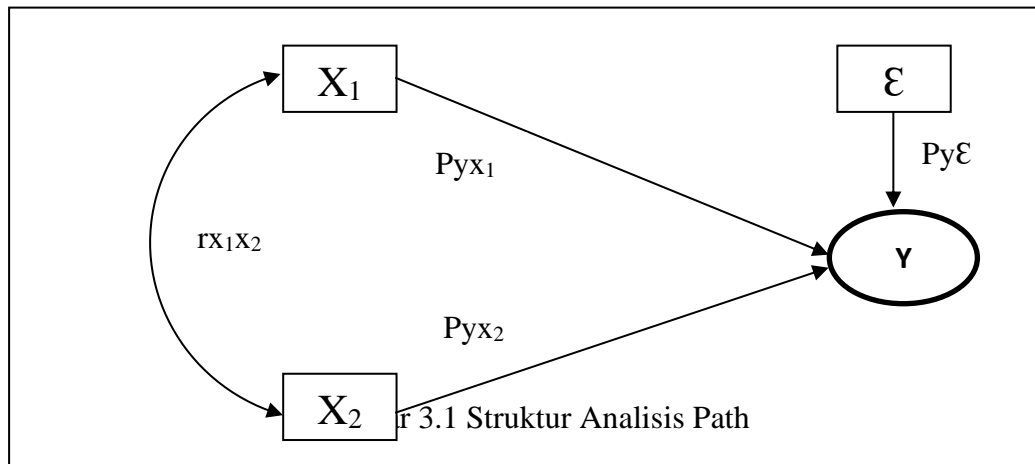 X₁
Ɛ
Pyx₁
PyƐ
rx₁x₂
Y
Pyx₂
X₂
r 3.1 Struktur Analisis Path